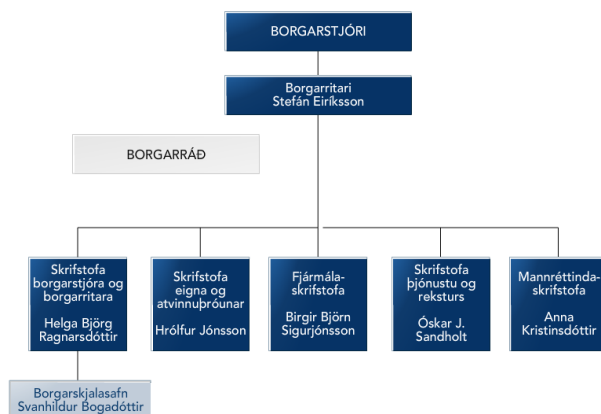 BORGARSTJÓRI
Borgarritari
Stefán Eiríksson
BORGARRÁÐ
Skrifstofa
borgarstjóra og
borgarritara
Helga Björg
Ragnarsdóttir
Skrifstofa
eigna og
atvinnuþróunar
Hrólfur Jónsson
Fjármála-
skrifstofa
Birgir Björn
Sigurjónsson
Skrifstofa
þjónustu og
reksturs
Óskar J.
Sandholt
Mannréttinda-
skrifstofa
Anna
Kristinsdóttir
Borgarskjalasafn
Svanhildur Bogadóttir